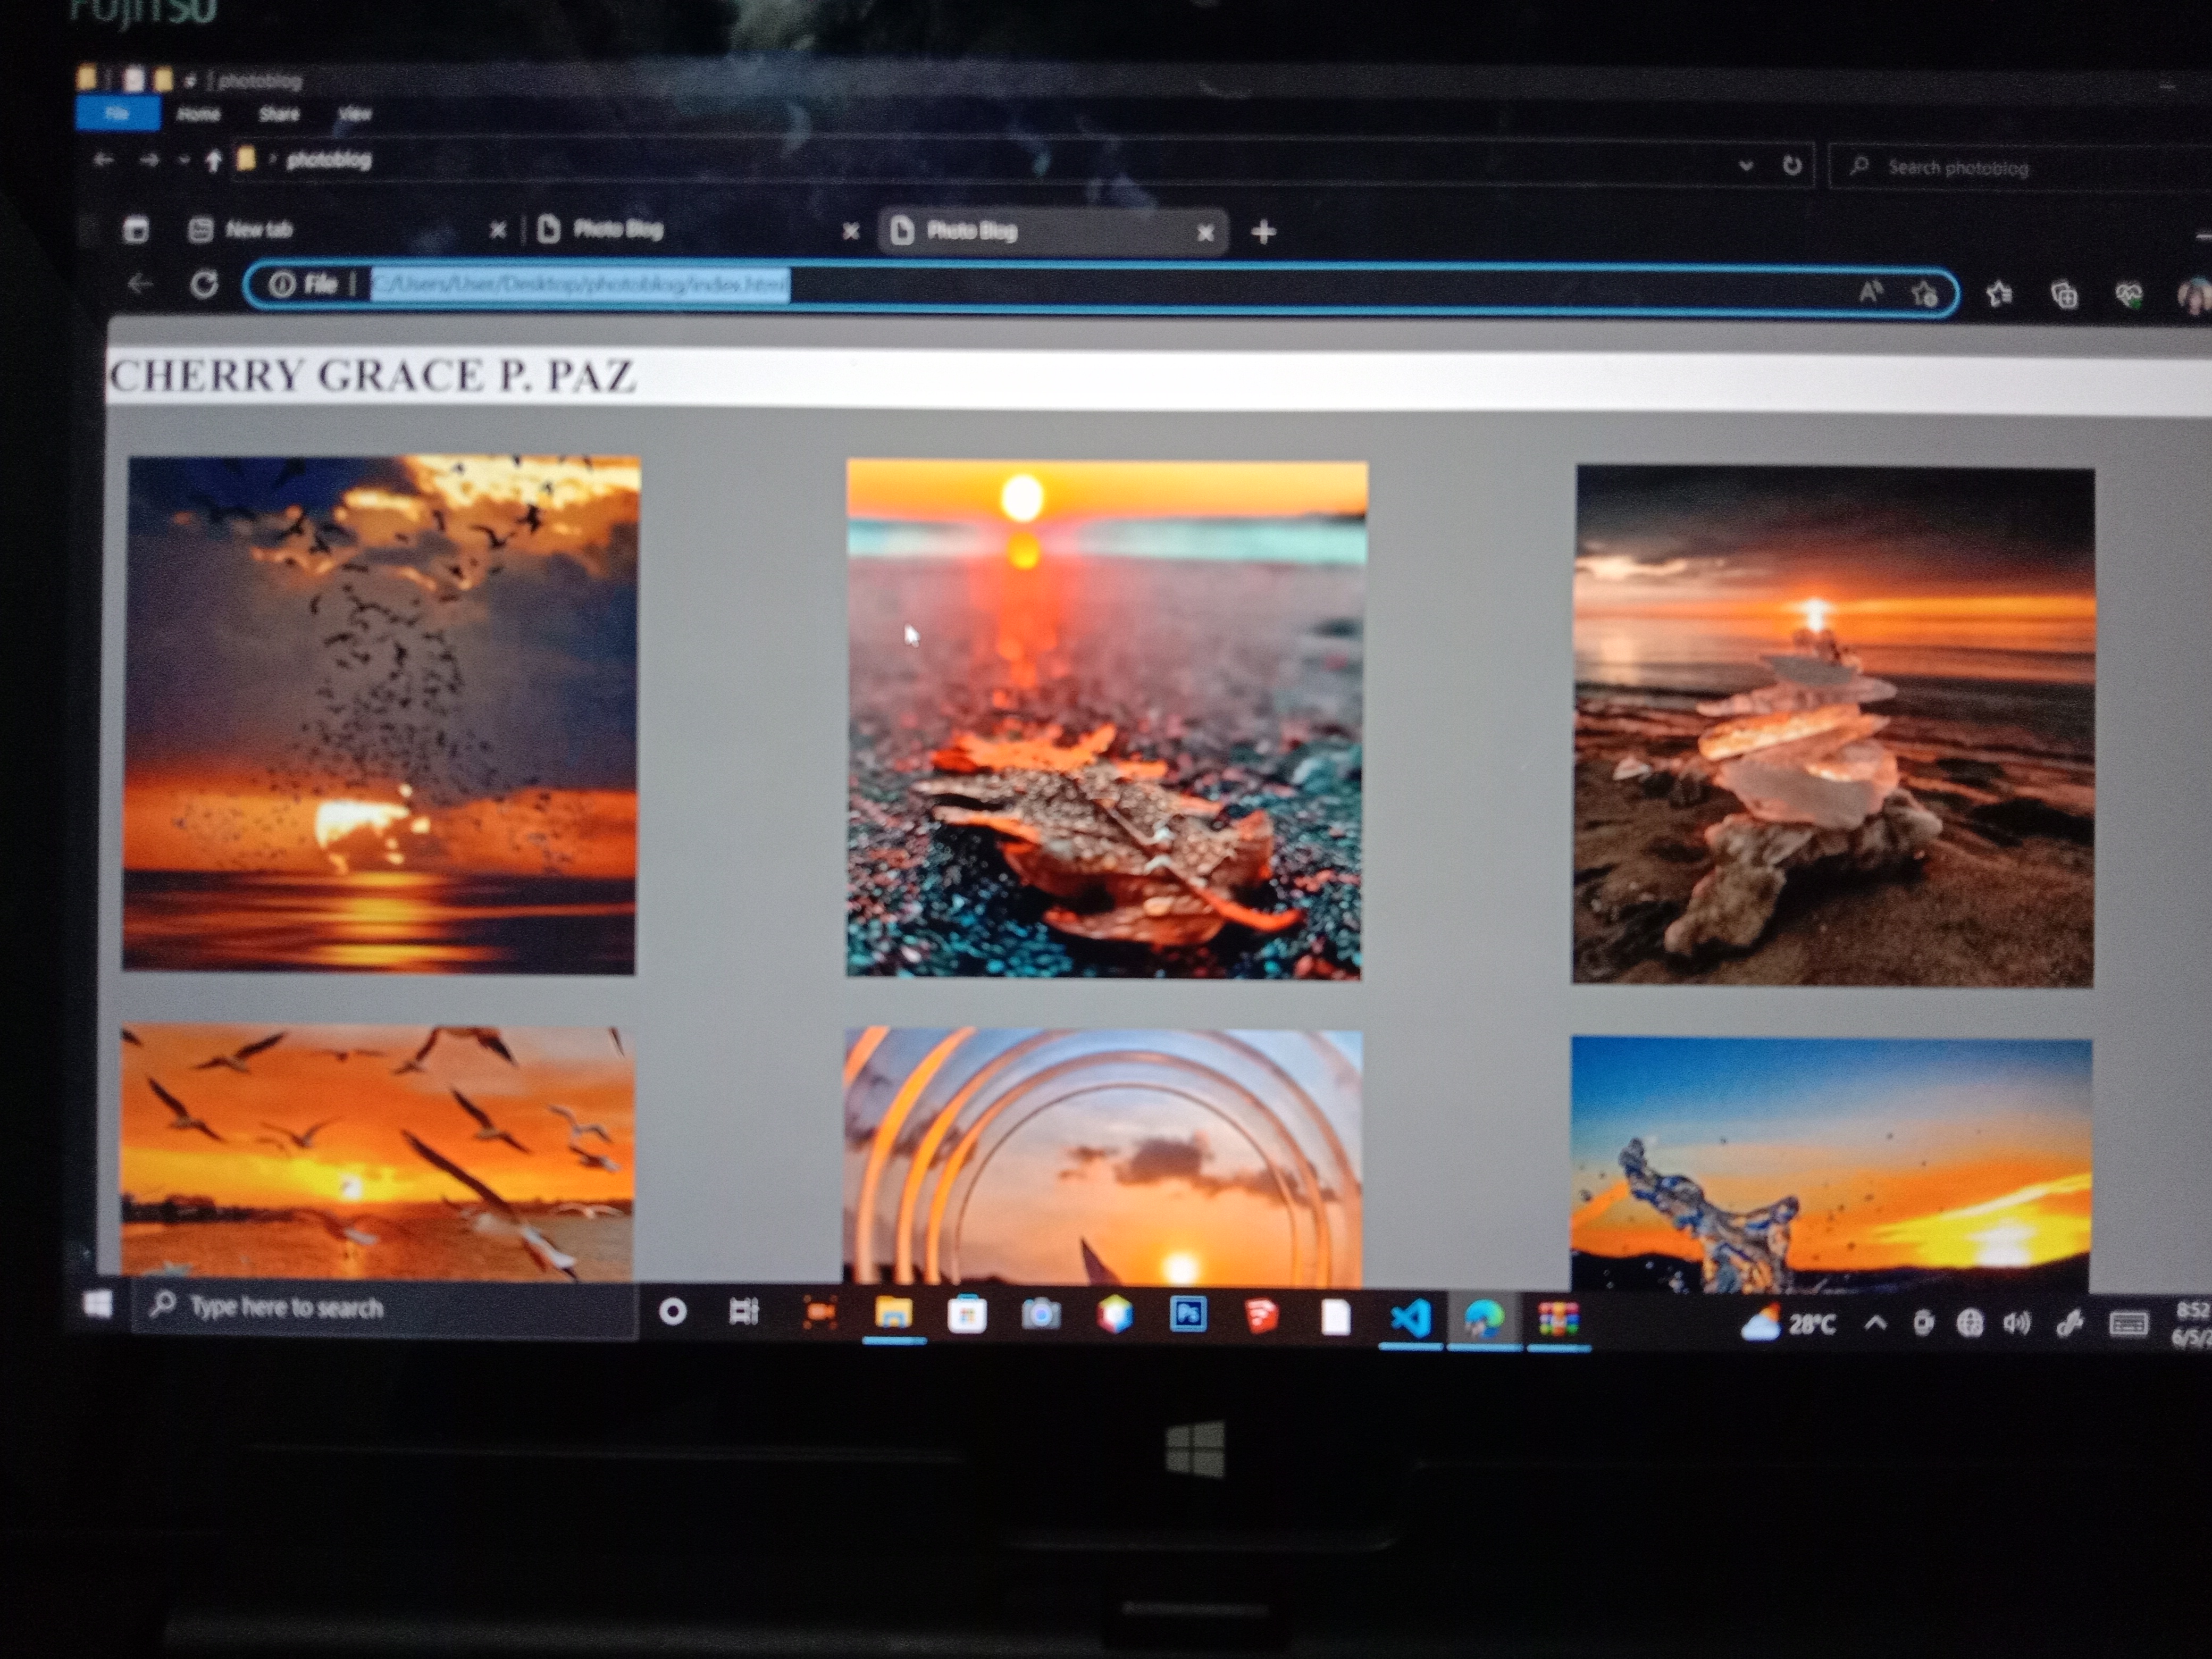 FUJITSU
photoblog
File Home Share View
photoblog
Search photoblog
New tab
Photo Blog
Photo Blog
File C:/Users/User/Desktop/photoblog/index.html
CHERRY GRACE P. PAZ
Type here to search
Ps
28°C
8:52
6/5/2